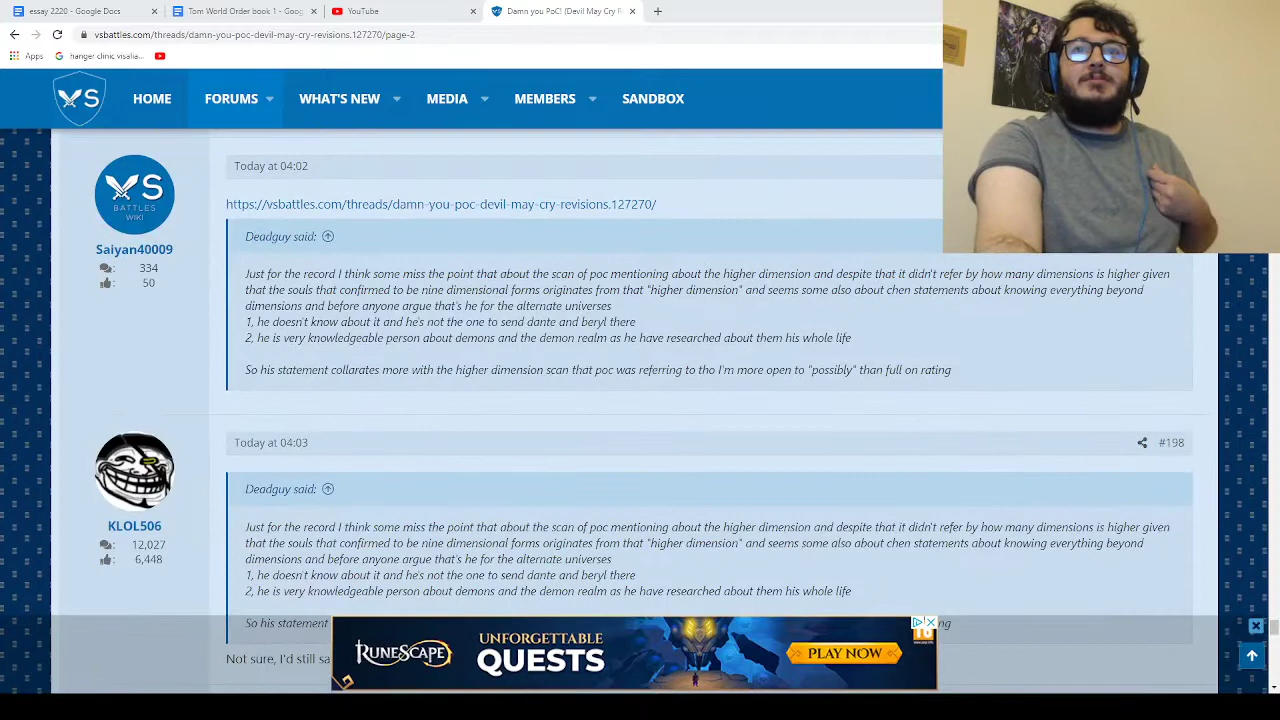 essay 2220 - Google Docs
Tom World Order book 1 - Goog
YouTube
Damn you PoC! (Devil May Cry R
vsbattles.com/threads/damn-you-poc-devil-may-cry-revisions.127270/page-2
Apps
hanger clinic visalia...
VS
HOME
FORUMS
WHAT'S NEW
MEDIA
MEMBERS
SANDBOX
VS
BATTLES
WIKI
Saiyan40009
334
50
Today at 04:02
https://vsbattles.com/threads/damn-you-poc-devil-may-cry-revisions.127270/
Deadguy said:
Just for the record I think some miss the point that about the scan of poc mentioning about the higher dimension and despite that it didn't refer by how many dimensions is higher given
that the souls that confirmed to be nine dimensional forms originates from that "higher dimension" and seems some also about chen statements about knowing everything beyond
dimensions and before anyone argue that's he for the alternate universes
1, he doesn't know about it and he's not the one to send dante and beryl there
2, he is very knowledgeable person about demons and the demon realm as he have researched about them his whole life
So his statement collarates more with the higher dimension scan that poc was referring to tho I'm more open to "possibly" than full on rating
KLOL506
12,027
6,448
Today at 04:03
#198
Deadguy said:
Just for the record I think some miss the point that about the scan of poc mentioning about the higher dimension and despite that it didn't refer by how many dimensions is higher given
that the souls that confirmed to be nine dimensional forms originates from that "higher dimension" and seems some also about chen statements about knowing everything beyond
dimensions and before anyone argue that's he for the alternate universes
1, he doesn't know about it and he's not the one to send dante and beryl there
2, he is very knowledgeable person about demons and the demon realm as he have researched about them his whole life
So his statement
ng
Not sure, I'd still sa
RUNESCAPE
UNFORGETTABLE
QUESTS
PLAY NOW